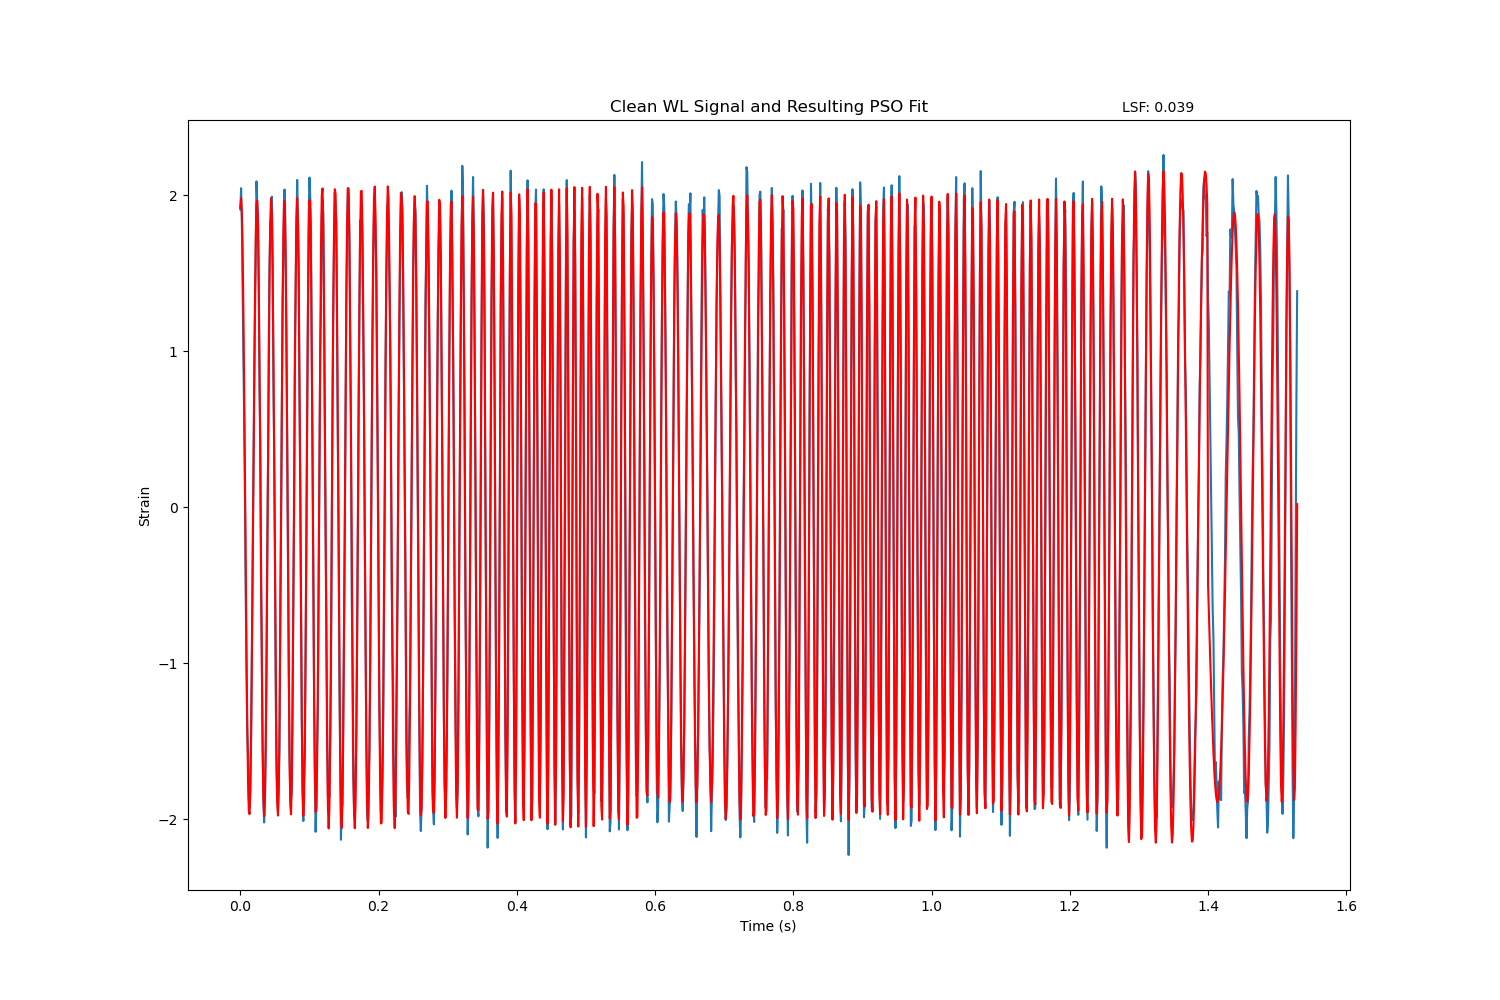 Clean WL Signal and Resulting PSO Fit
LSF: 0.039
2
1
0
−1
−2
Strain
0.0 0.2 0.4 0.6 0.8 1.0 1.2 1.4 1.6
Time (s)